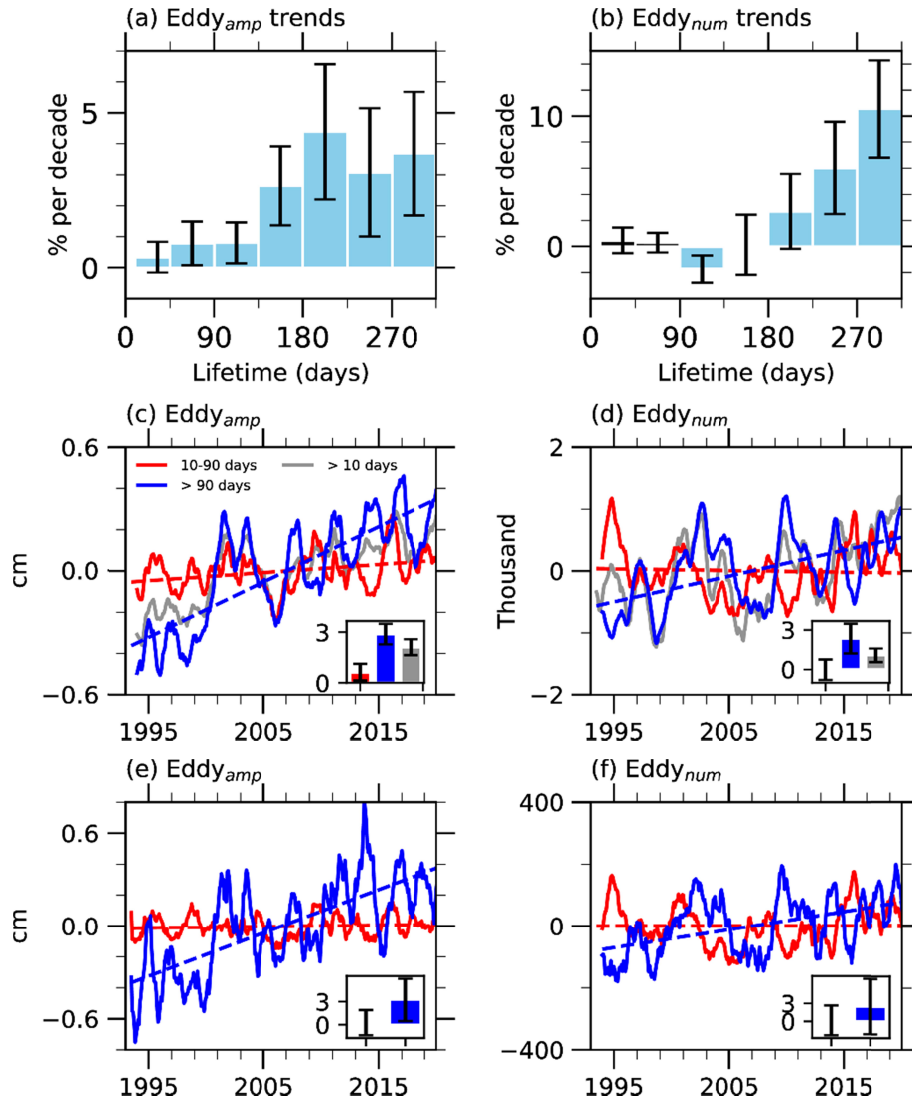 (a) Eddy_amp trends
(b) Eddy_num trends
% per decade
5
0
% per decade
10
0
0 90 180 270
0 90 180 270
Lifetime (days)
Lifetime (days)
(c) Eddy_amp
(d) Eddy_num
cm
0.6
0.0
−0.6
10-90 days
> 10 days
> 90 days
3
0
Thousand
2
0
−2
3
0
1995 2005 2015
1995 2005 2015
(e) Eddy_amp
(f) Eddy_num
cm
0.6
0.0
−0.6
3
0
400
0
−400
3
0
1995 2005 2015
1995 2005 2015